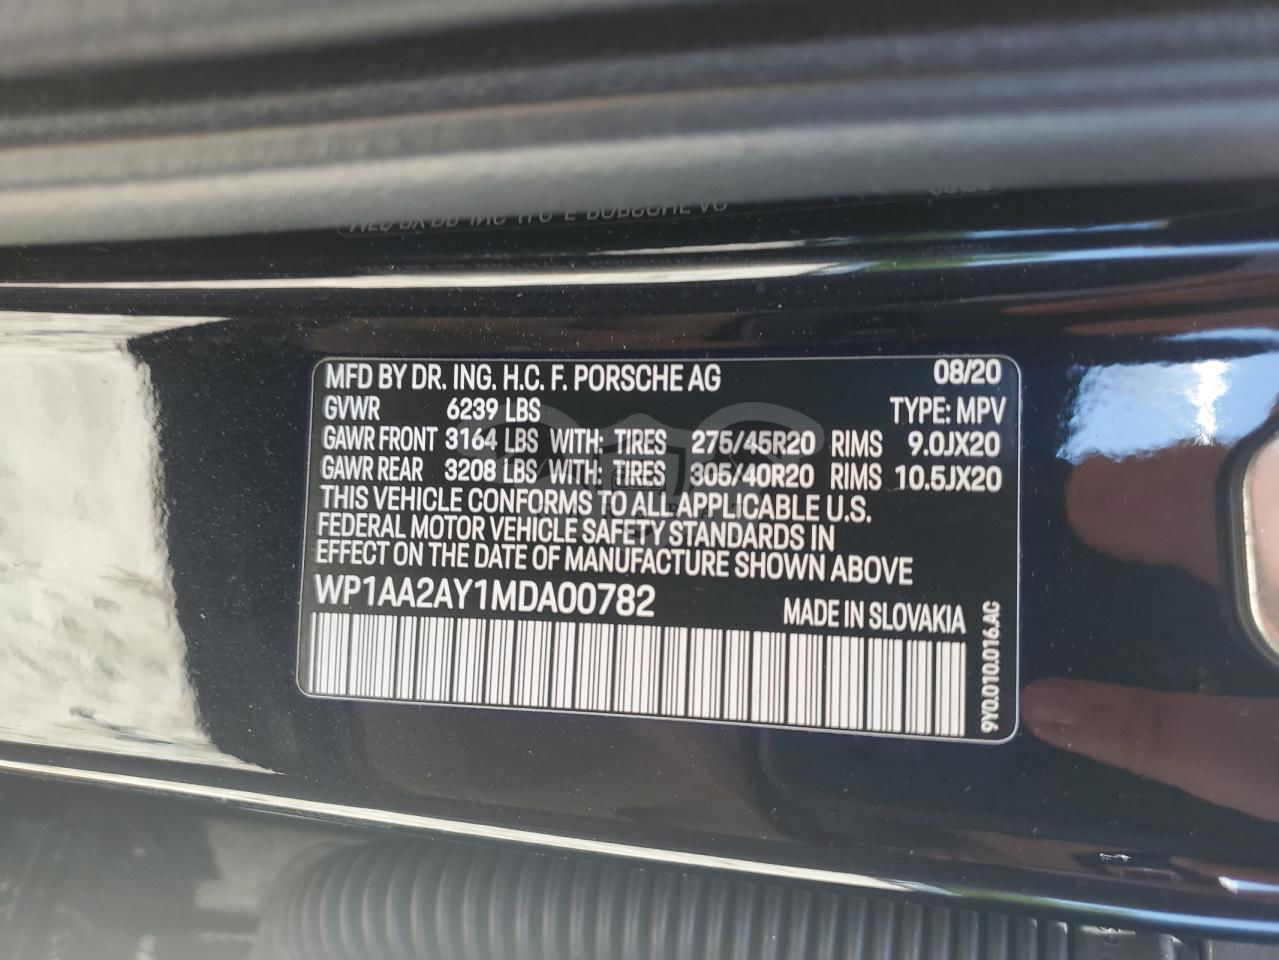 MFD BY DR. ING. H.C. F. PORSCHE AG 08/20
GVWR 6239 LBS TYPE: MPV
GAWR FRONT 3164 LBS WITH: TIRES 275/45R20 RIMS 9.0JX20
GAWR REAR 3208 LBS WITH: TIRES 305/40R20 RIMS 10.5JX20
THIS VEHICLE CONFORMS TO ALL APPLICABLE U.S.
FEDERAL MOTOR VEHICLE SAFETY STANDARDS IN
EFFECT ON THE DATE OF MANUFACTURE SHOWN ABOVE
WP1AA2AY1MDA00782 MADE IN SLOVAKIA
9Y0.010.016.AC